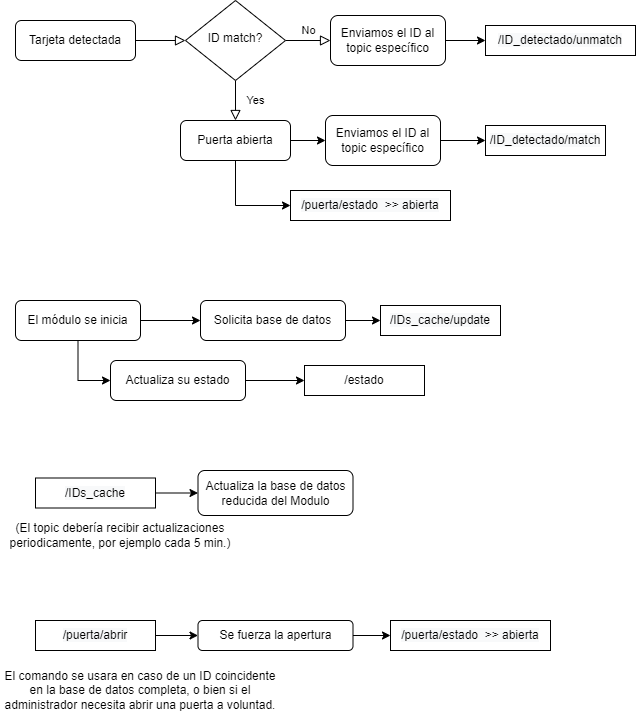 Tarjeta detectada
ID match?
No
Enviamos el ID al
topic específico
/ID_detectado/unmatch
Yes
Puerta abierta
Enviamos el ID al
topic específico
/ID_detectado/match
/puerta/estado >> abierta
El módulo se inicia
Solicita base de datos
/IDs_cache/update
Actualiza su estado
/estado
/IDs_cache
Actualiza la base de datos
reducida del Modulo
(El topic debería recibir actualizaciones
periodicamente, por ejemplo cada 5 min.)
/puerta/abrir
Se fuerza la apertura
/puerta/estado >> abierta
El comando se usara en caso de un ID coincidente
en la base de datos completa, o bien si el
administrador necesita abrir una puerta a voluntad.